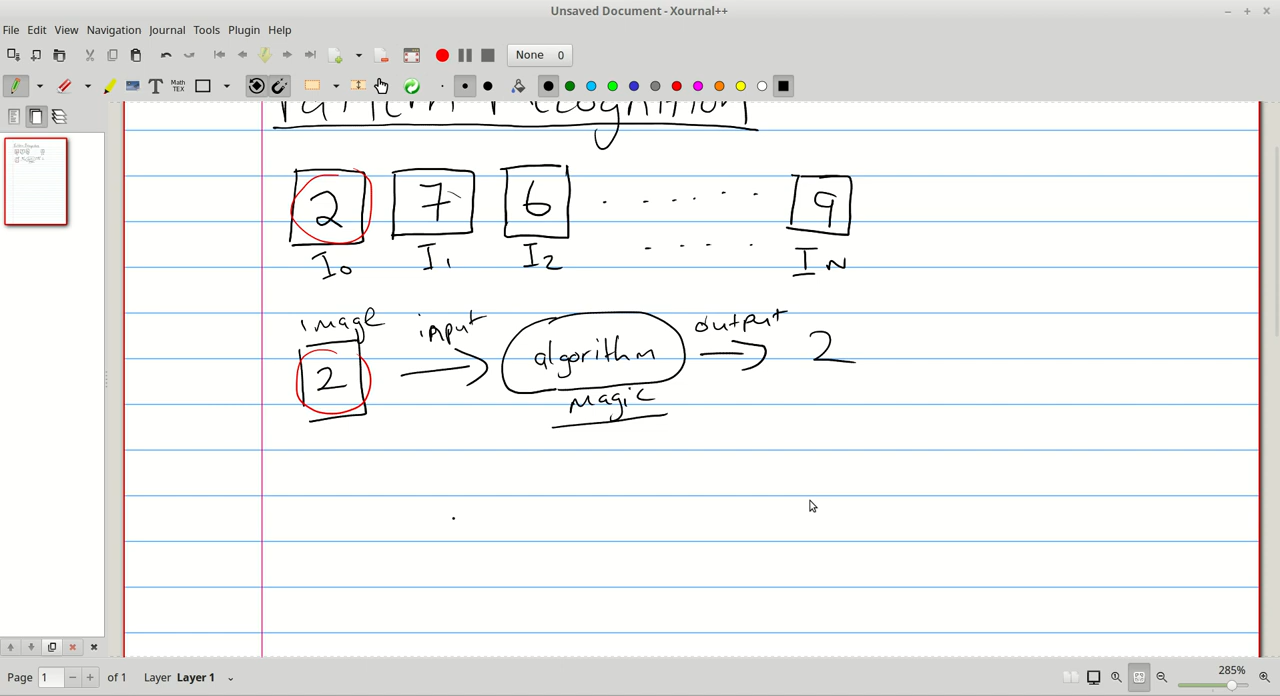 Unsaved Document - Xournal++
File Edit View Navigation Journal Tools Plugin Help
None 0
Math TEX
Pattern Recognition
2 7 6 . . . . . 9
I0 I1 I2 . . . . IN
image input output
2 algorithm 2
magic
Page 1 of 1 Layer Layer 1 285%